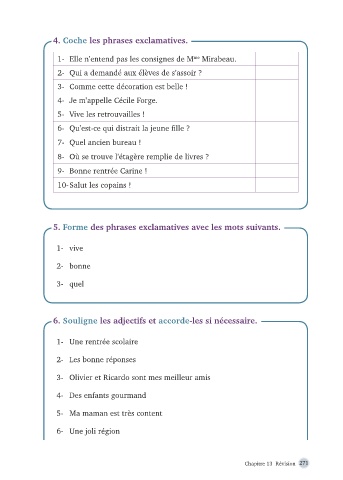 4. Coche les phrases exclamatives.
1- Elle n'entend pas les consignes de Mme Mirabeau.
2- Qui a demandé aux élèves de s'assoir ?
3- Comme cette décoration est belle !
4- Je m'appelle Cécile Forge.
5- Vive les retrouvailles !
6- Qu'est-ce qui distrait la jeune fille ?
7- Quel ancien bureau !
8- Où se trouve l'étagère remplie de livres ?
9- Bonne rentrée Carine !
10- Salut les copains !
5. Forme des phrases exclamatives avec les mots suivants.
1- vive
2- bonne
3- quel
6. Souligne les adjectifs et accorde-les si nécessaire.
1- Une rentrée scolaire
2- Les bonne réponses
3- Olivier et Ricardo sont mes meilleur amis
4- Des enfants gourmand
5- Ma maman est très content
6- Une joli région
Chapitre 13 Révision 271